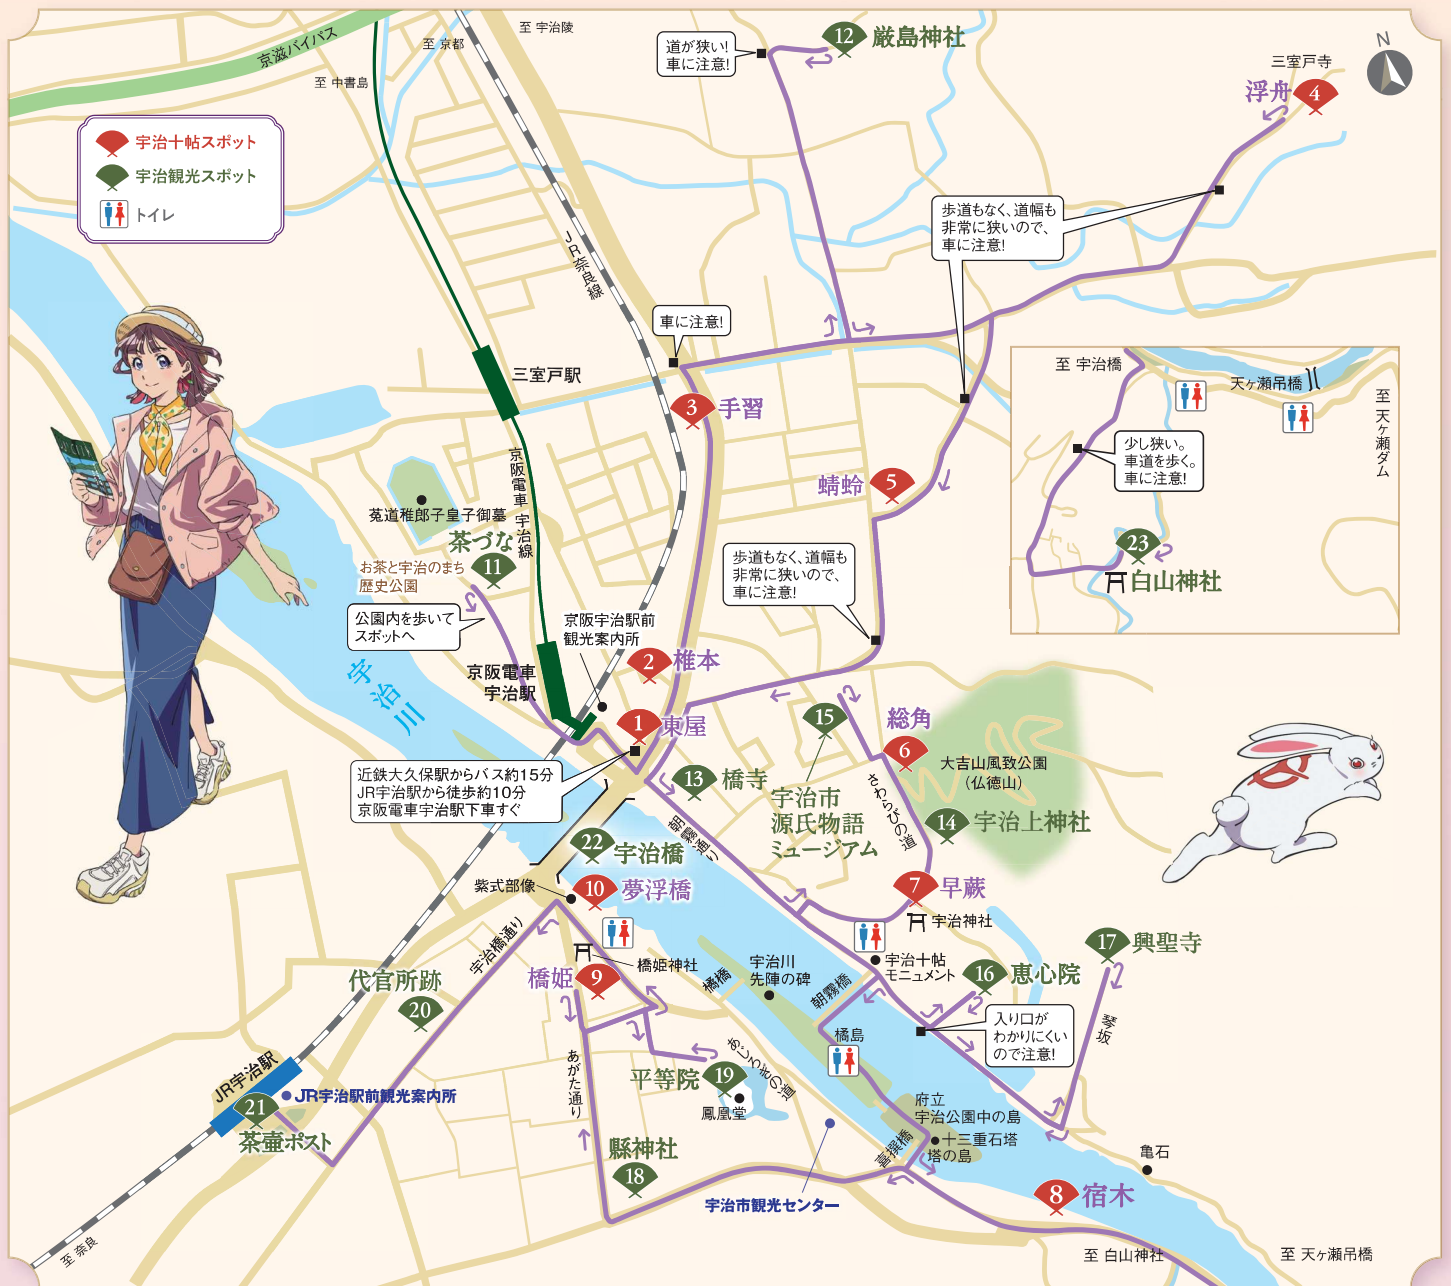 京滋バイパス
至 京都
至 宇治陵
至 中書島
宇治十帖スポット
宇治観光スポット
トイレ
道が狭い!
車に注意!
12
厳島神社
三室戸寺
浮舟
4
N
歩道もなく、道幅も
非常に狭いので、
車に注意!
JR奈良線
車に注意!
三室戸駅
3
手習
至 宇治橋
天ヶ瀬吊橋
至 天ヶ瀬ダム
少し狭い。
車道を歩く。
車に注意!
23
白山神社
京阪電車 宇治線
蜻蛉
5
菟道稚郎子皇子御墓
茶づな
11
お茶と宇治のまち
歴史公園
公園内を歩いて
スポットへ
歩道もなく、道幅も
非常に狭いので、
車に注意!
京阪宇治駅前
観光案内所
京阪電車
宇治駅
2
椎本
宇治川
1
東屋
15
総角
6
大吉山風致公園
(仏徳山)
近鉄大久保駅からバス約15分
JR宇治駅から徒歩約10分
京阪電車宇治駅下車すぐ
13
橋寺
宇治市
源氏物語
ミュージアム
さわらびの道
14
宇治上神社
朝霧通り
22
宇治橋
紫式部像
10
夢浮橋
7
早蕨
宇治神社
宇治橋通り
橋姫神社
橋姫
9
橘橋
宇治川
先陣の碑
宇治十帖
モニュメント
朝霧橋
16
恵心院
17
興聖寺
代官所跡
20
入り口が
わかりにくい
ので注意!
琴坂
橘島
あがた通り
あじろぎの道
平等院
19
鳳凰堂
JR宇治駅
JR宇治駅前観光案内所
21
茶壷ポスト
府立
宇治公園中の島
十三重石塔
塔の島
喜撰橋
縣神社
18
宇治市観光センター
亀石
8
宿木
至 奈良
至 白山神社
至 天ヶ瀬吊橋